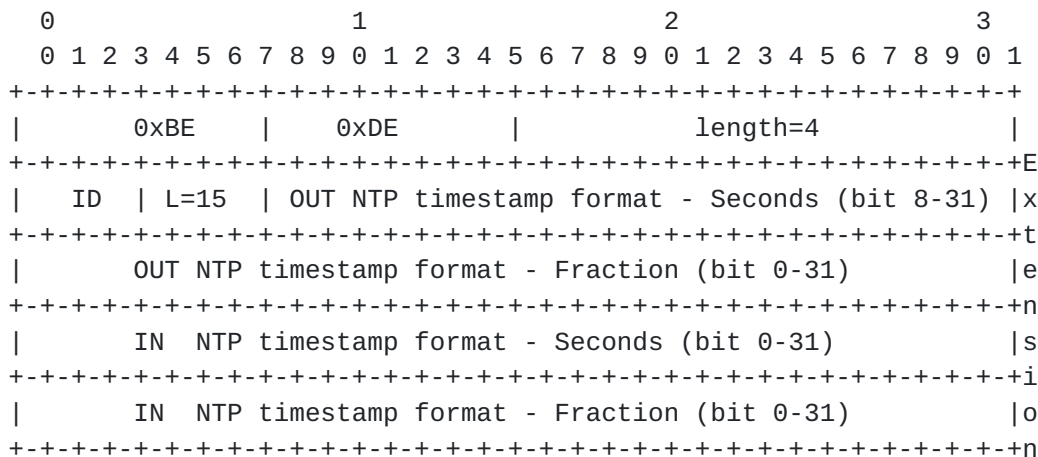 0                   1                   2                   3
 0 1 2 3 4 5 6 7 8 9 0 1 2 3 4 5 6 7 8 9 0 1 2 3 4 5 6 7 8 9 0 1
+-+-+-+-+-+-+-+-+-+-+-+-+-+-+-+-+-+-+-+-+-+-+-+-+-+-+-+-+-+-+-+-+
|       0xBE    |    0xDE       |           length=4            |
+-+-+-+-+-+-+-+-+-+-+-+-+-+-+-+-+-+-+-+-+-+-+-+-+-+-+-+-+-+-+-+-+E
|   ID  | L=15  | OUT NTP timestamp format - Seconds (bit 8-31) |x
+-+-+-+-+-+-+-+-+-+-+-+-+-+-+-+-+-+-+-+-+-+-+-+-+-+-+-+-+-+-+-+-+t
|       OUT NTP timestamp format - Fraction (bit 0-31)          |e
+-+-+-+-+-+-+-+-+-+-+-+-+-+-+-+-+-+-+-+-+-+-+-+-+-+-+-+-+-+-+-+-+n
|       IN  NTP timestamp format - Seconds (bit 0-31)           |s
+-+-+-+-+-+-+-+-+-+-+-+-+-+-+-+-+-+-+-+-+-+-+-+-+-+-+-+-+-+-+-+-+i
|       IN  NTP timestamp format - Fraction (bit 0-31)          |o
+-+-+-+-+-+-+-+-+-+-+-+-+-+-+-+-+-+-+-+-+-+-+-+-+-+-+-+-+-+-+-+-+n